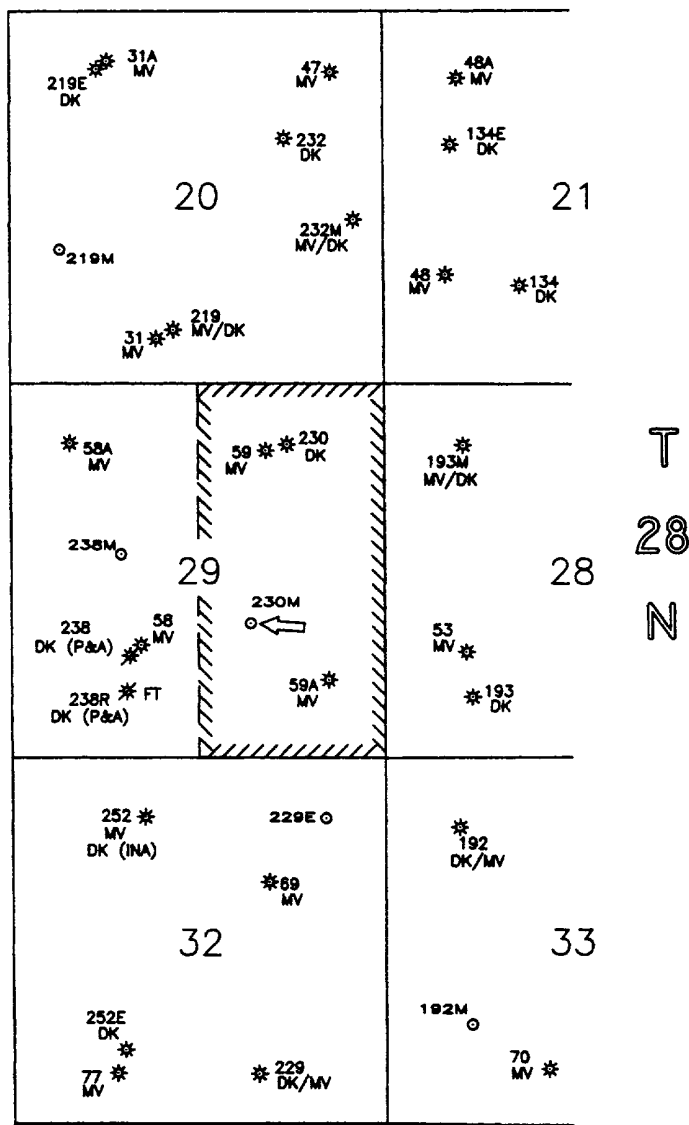 31A
MV
219E
DK
47
MV
232
DK
20
232M
MV/DK
219M
219
MV/DK
31
MV
48A
MV
134E
DK
21
48
MV
134
DK
58A
MV
59
MV
230
DK
238M
29
230M
238
DK (P&A)
58
MV
238R
DK (P&A)
FT
59A
MV
193M
MV/DK
28
53
MV
193
DK
T
28
N
252
MV
DK (INA)
229E
69
MV
32
252E
DK
77
MV
229
DK/MV
192
DK/MV
33
192M
70
MV